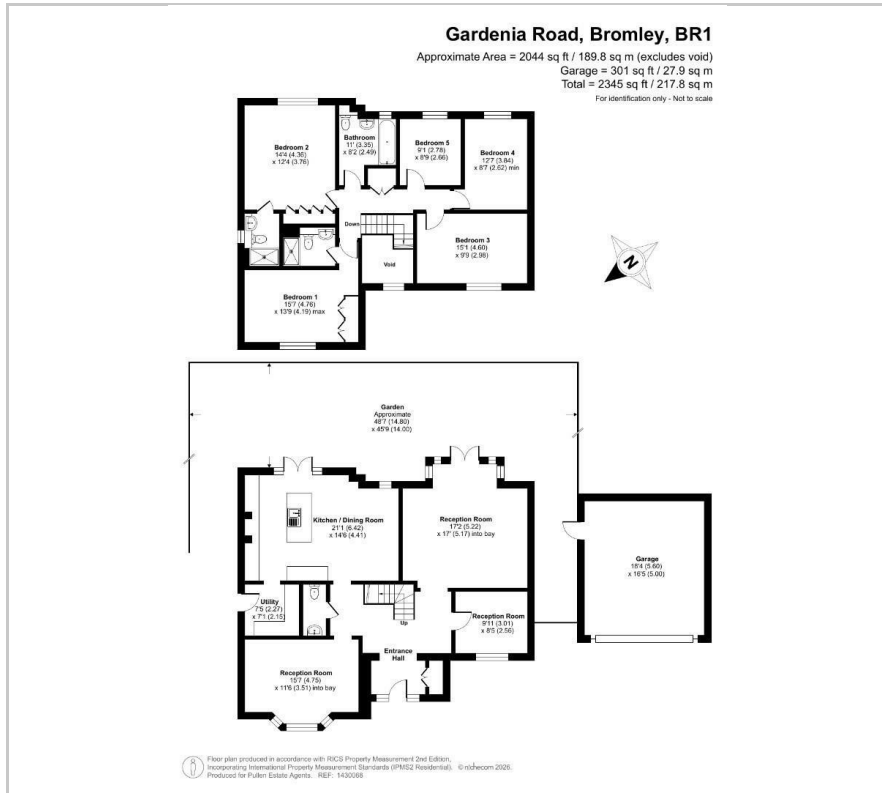 Gardenia Road, Bromley, BR1
Approximate Area = 2044 sq ft / 189.8 sq m (excludes void)
Garage = 301 sq ft / 27.9 sq m
Total = 2345 sq ft / 217.8 sq m
For identification only - Not to scale
Bedroom 2
14'4 (4.36)
x 12'4 (3.76)
Bathroom
11' (3.35)
x 8'2 (2.49)
Bedroom 5
9'1 (2.78)
x 8'9 (2.66)
Bedroom 4
12'7 (3.84)
x 8'7 (2.62) min
Down
Bedroom 3
15'1 (4.60)
x 9'9 (2.98)
Void
N
Bedroom 1
15'7 (4.76)
x 13'9 (4.19) max
Garden
Approximate
48'7 (14.80)
x 45'9 (14.00)
Kitchen / Dining Room
21'1 (6.42)
x 14'6 (4.41)
Reception Room
17'2 (5.22)
x 17' (5.17) into bay
Garage
18'4 (5.60)
x 16'5 (5.00)
Utility
7'5 (2.27)
x 7'1 (2.15)
Up
Reception Room
9'11 (3.01)
x 8'5 (2.56)
Entrance
Hall
Reception Room
15'7 (4.75)
x 11'6 (3.51) into bay
Floor plan produced in accordance with RICS Property Measurement 2nd Edition,
Incorporating International Property Measurement Standards (IPMS2 Residential). © nichecom 2026.
Produced for Pullen Estate Agents. REF: 1430068